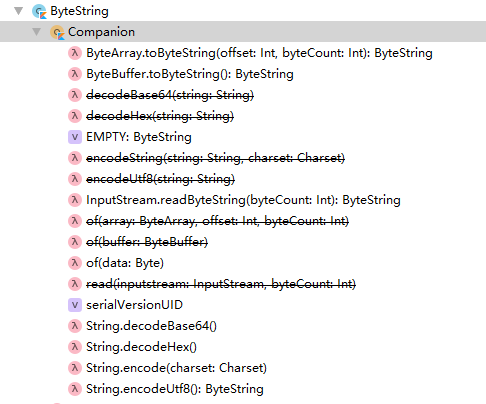 ByteString
Companion
ByteArray.toByteString(offset: Int, byteCount: Int): ByteString
ByteBuffer.toByteString(): ByteString
decodeBase64(string: String)
decodeHex(string: String)
EMPTY: ByteString
encodeString(string: String, charset: Charset)
encodeUtf8(string: String)
InputStream.readByteString(byteCount: Int): ByteString
of(array: ByteArray, offset: Int, byteCount: Int)
of(buffer: ByteBuffer)
of(data: Byte)
read(inputstream: InputStream, byteCount: Int)
serialVersionUID
String.decodeBase64()
String.decodeHex()
String.encode(charset: Charset)
String.encodeUtf8(): ByteString